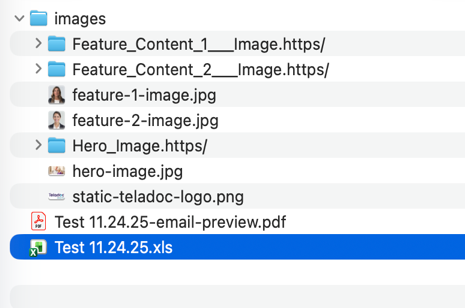 images
Feature_Content_1___Image.https/
Feature_Content_2___Image.https/
feature-1-image.jpg
feature-2-image.jpg
Hero_Image.https/
hero-image.jpg
static-teladoc-logo.png
Test 11.24.25-email-preview.pdf
Test 11.24.25.xls